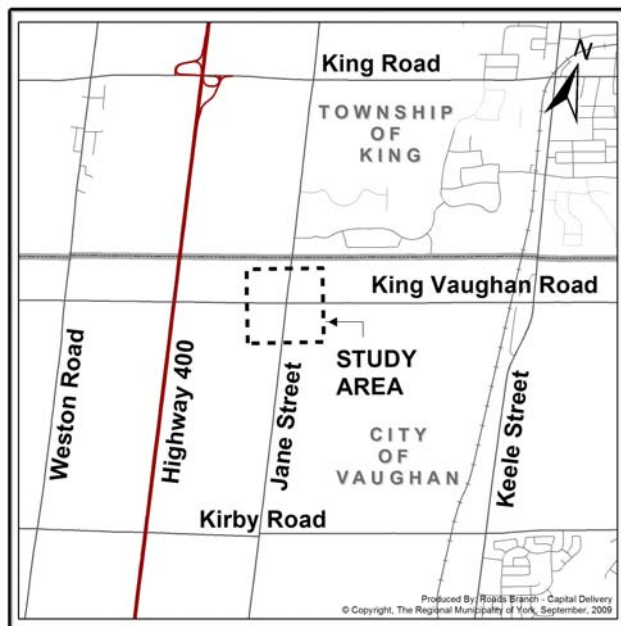 King Road
N
TOWNSHIP
OF
KING
King Vaughan Road
STUDY
AREA
Weston Road
Highway 400
Jane Street
Keele Street
CITY
OF
VAUGHAN
Kirby Road
Produced By: Roads Branch - Capital Delivery
© Copyright, The Regional Municipality of York, September, 2009